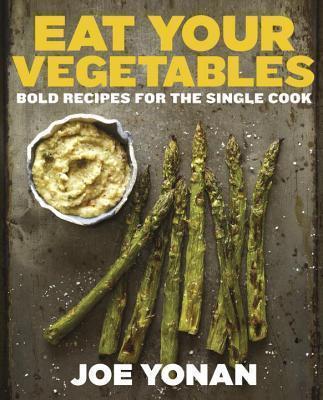 EAT YOUR
VEGETABLES
BOLD RECIPES FOR THE SINGLE COOK
JOE YONAN